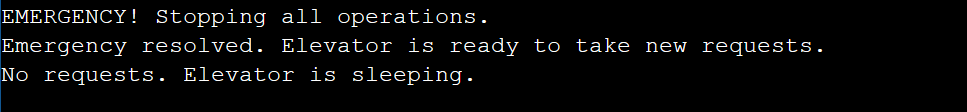 EMERGENCY! Stopping all operations.
Emergency resolved. Elevator is ready to take new requests.
No requests. Elevator is sleeping.